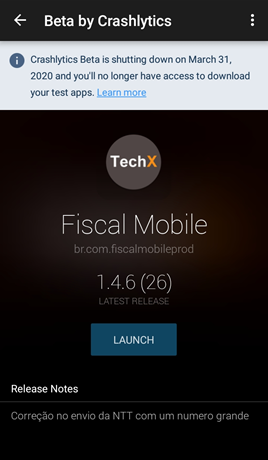 Beta by Crashlytics
Crashlytics Beta is shutting down on March 31,
2020 and you'll no longer have access to download
your test apps. Learn more
TechX
Fiscal Mobile
br.com.fiscalmobileprod
1.4.6 (26)
LATEST RELEASE
LAUNCH
Release Notes
Correção no envio da NTT com um numero grande